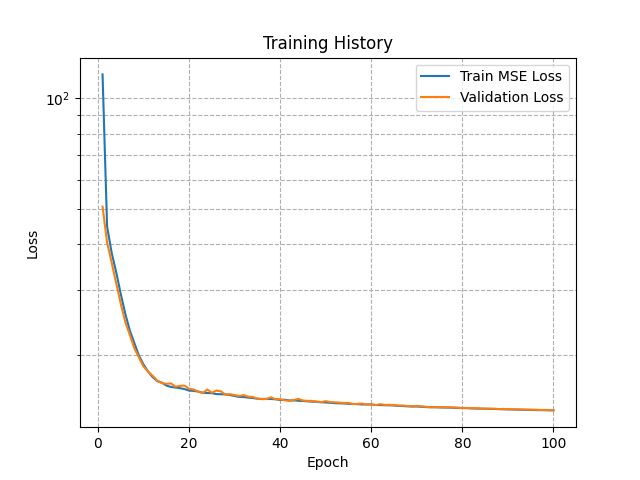 Training History
Train MSE Loss
Validation Loss
10²
Loss
0 20 40 60 80 100
Epoch